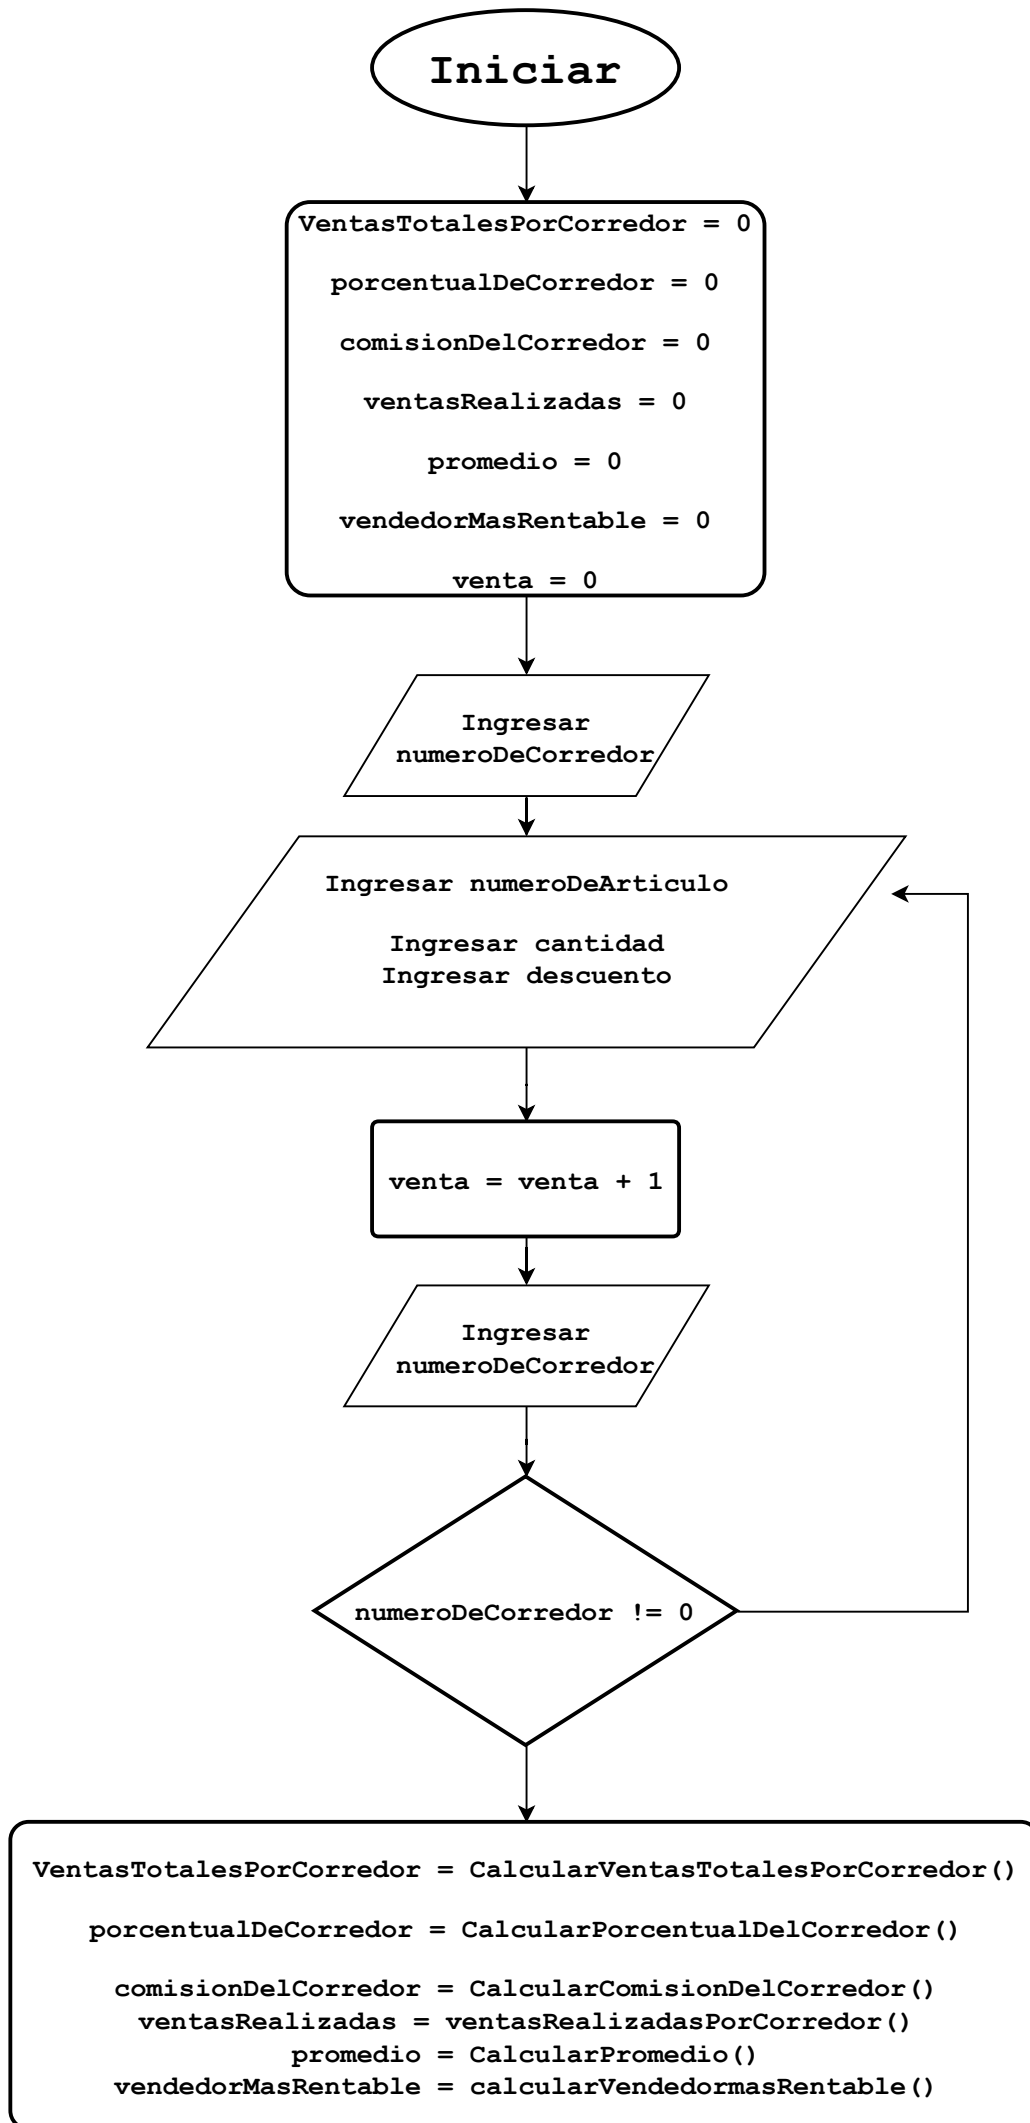 Iniciar
VentasTotalesPorCorredor = 0
porcentualDeCorredor = 0
comisionDelCorredor = 0
ventasRealizadas = 0
promedio = 0
vendedorMasRentable = 0
venta = 0
Ingresar
numeroDeCorredor
Ingresar numeroDeArticulo
Ingresar cantidad
Ingresar descuento
venta = venta + 1
Ingresar
numeroDeCorredor
numeroDeCorredor != 0
VentasTotalesPorCorredor = CalcularVentasTotalesPorCorredor()
porcentualDeCorredor = CalcularPorcentualDelCorredor()
comisionDelCorredor = CalcularComisionDelCorredor()
ventasRealizadas = ventasRealizadasPorCorredor()
promedio = CalcularPromedio()
vendedorMasRentable = calcularVendedormasRentable()